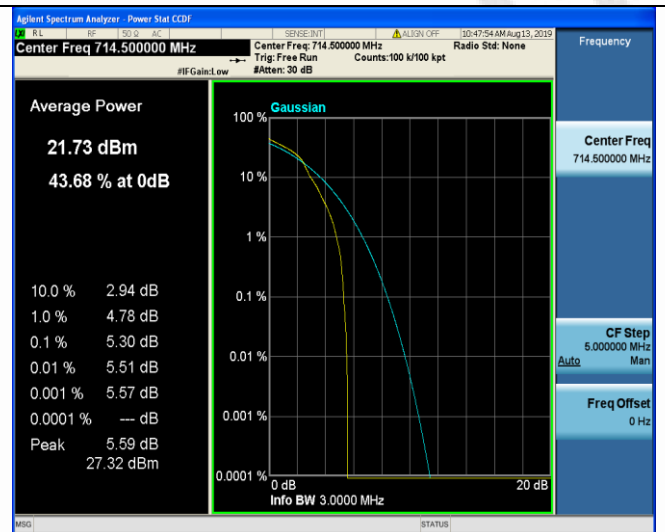 Agilent Spectrum Analyzer - Power Stat CCDF
RL RF 50 Ω AC SENSE:INT ALIGN OFF 10:47:54 AM Aug 13, 2019
Center Freq 714.500000 MHz
Center Freq: 714.500000 MHz Radio Std: None
Trig: Free Run Counts:100 k/100 kpt
#IFGain:Low #Atten: 30 dB
Frequency
Average Power
21.73 dBm
43.68 % at 0dB
10.0 % 2.94 dB
1.0 % 4.78 dB
0.1 % 5.30 dB
0.01 % 5.51 dB
0.001 % 5.57 dB
0.0001 % --- dB
Peak 5.59 dB
27.32 dBm
Gaussian
100 %
10 %
1 %
0.1 %
0.01 %
0.001 %
0.0001 %
0 dB 20 dB
Info BW 3.0000 MHz
Center Freq
714.500000 MHz
CF Step
5.000000 MHz
Auto Man
Freq Offset
0 Hz
MSG STATUS